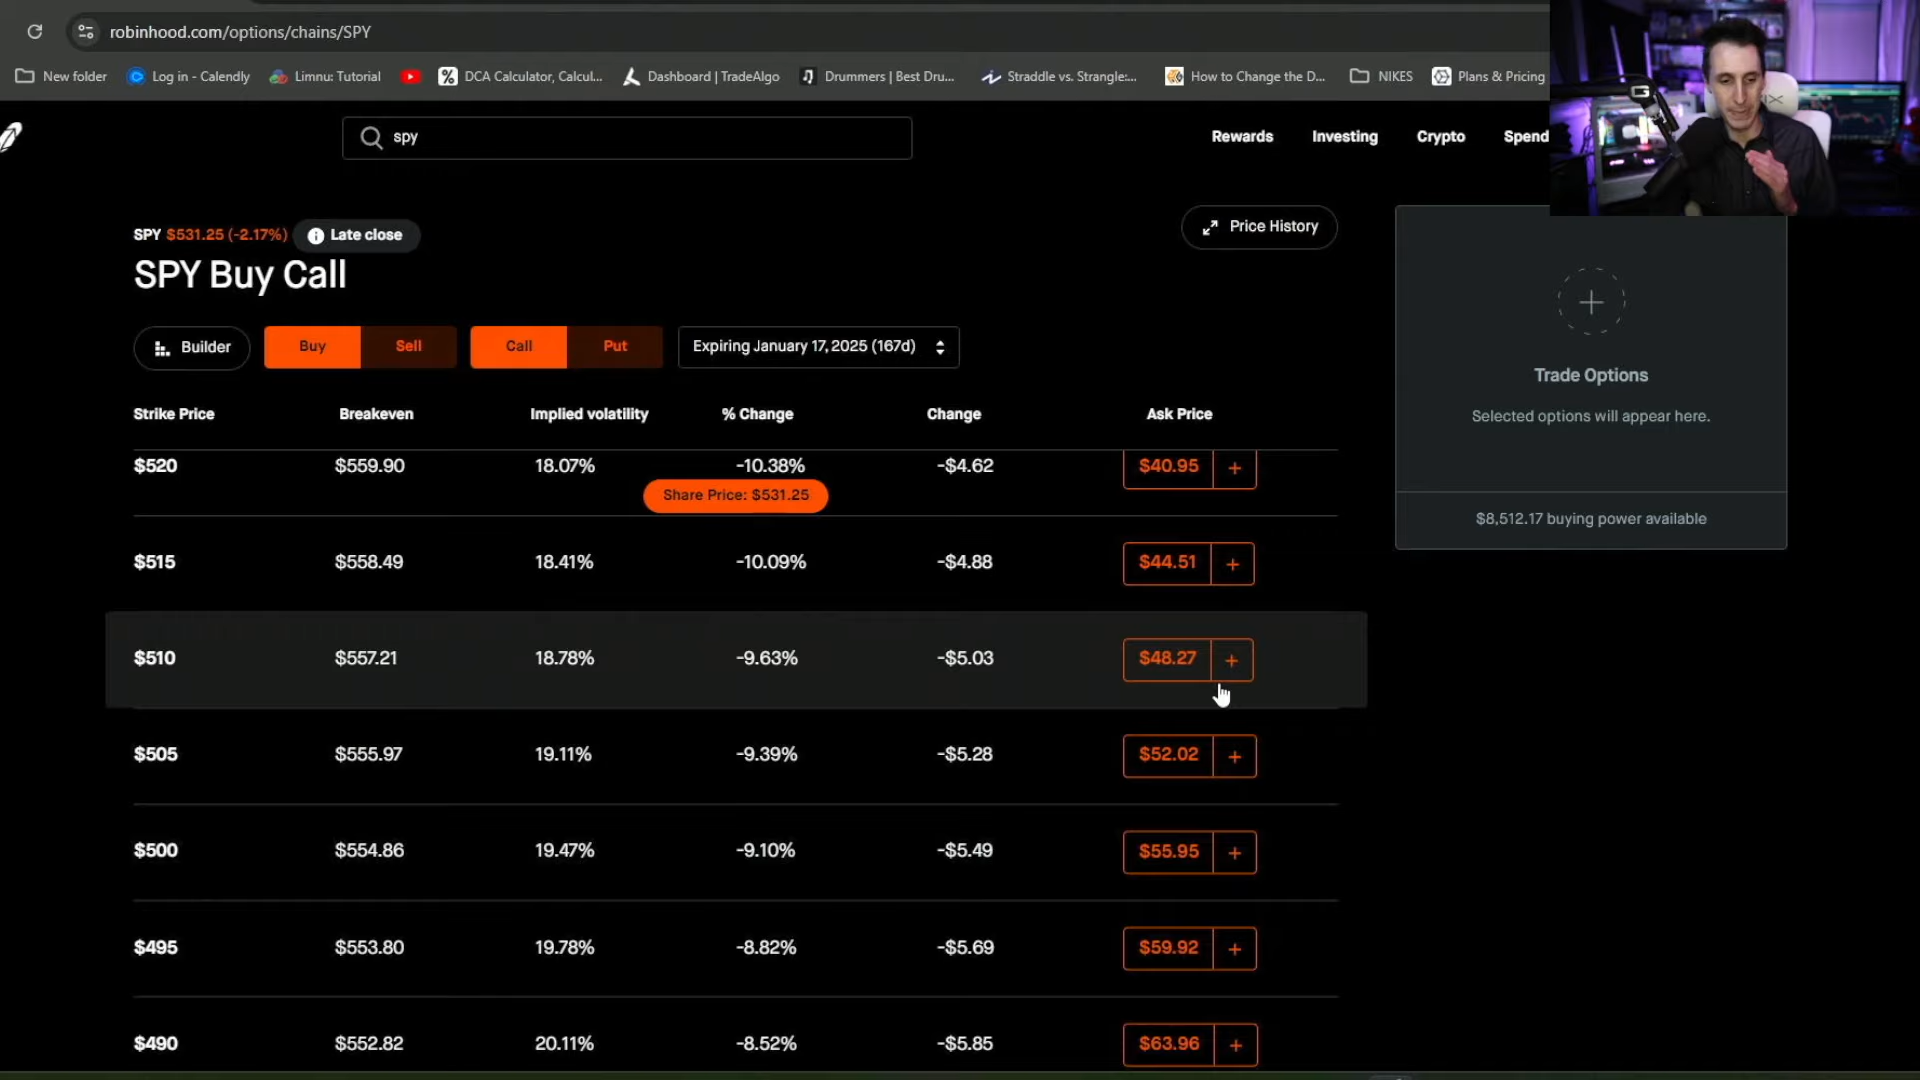 robinhood.com/options/chains/SPY
New folder Log in - Calendly Limnu: Tutorial DCA Calculator, Calcul... Dashboard | TradeAlgo Drummers | Best Dru... Straddle vs. Strangle:... How to Change the D... NIKES Plans & Pricing
spy
Rewards Investing Crypto Spend
SPY $531.25 (-2.17%) Late close
Price History
SPY Buy Call
Builder Buy Sell Call Put Expiring January 17, 2025 (167d)
Trade Options
Selected options will appear here.
$8,512.17 buying power available
Strike Price Breakeven Implied volatility % Change Change Ask Price
$520 $559.90 18.07% -10.38% -$4.62 $40.95 +
Share Price: $531.25
$515 $558.49 18.41% -10.09% -$4.88 $44.51 +
$510 $557.21 18.78% -9.63% -$5.03 $48.27 +
$505 $555.97 19.11% -9.39% -$5.28 $52.02 +
$500 $554.86 19.47% -9.10% -$5.49 $55.95 +
$495 $553.80 19.78% -8.82% -$5.69 $59.92 +
$490 $552.82 20.11% -8.52% -$5.85 $63.96 +